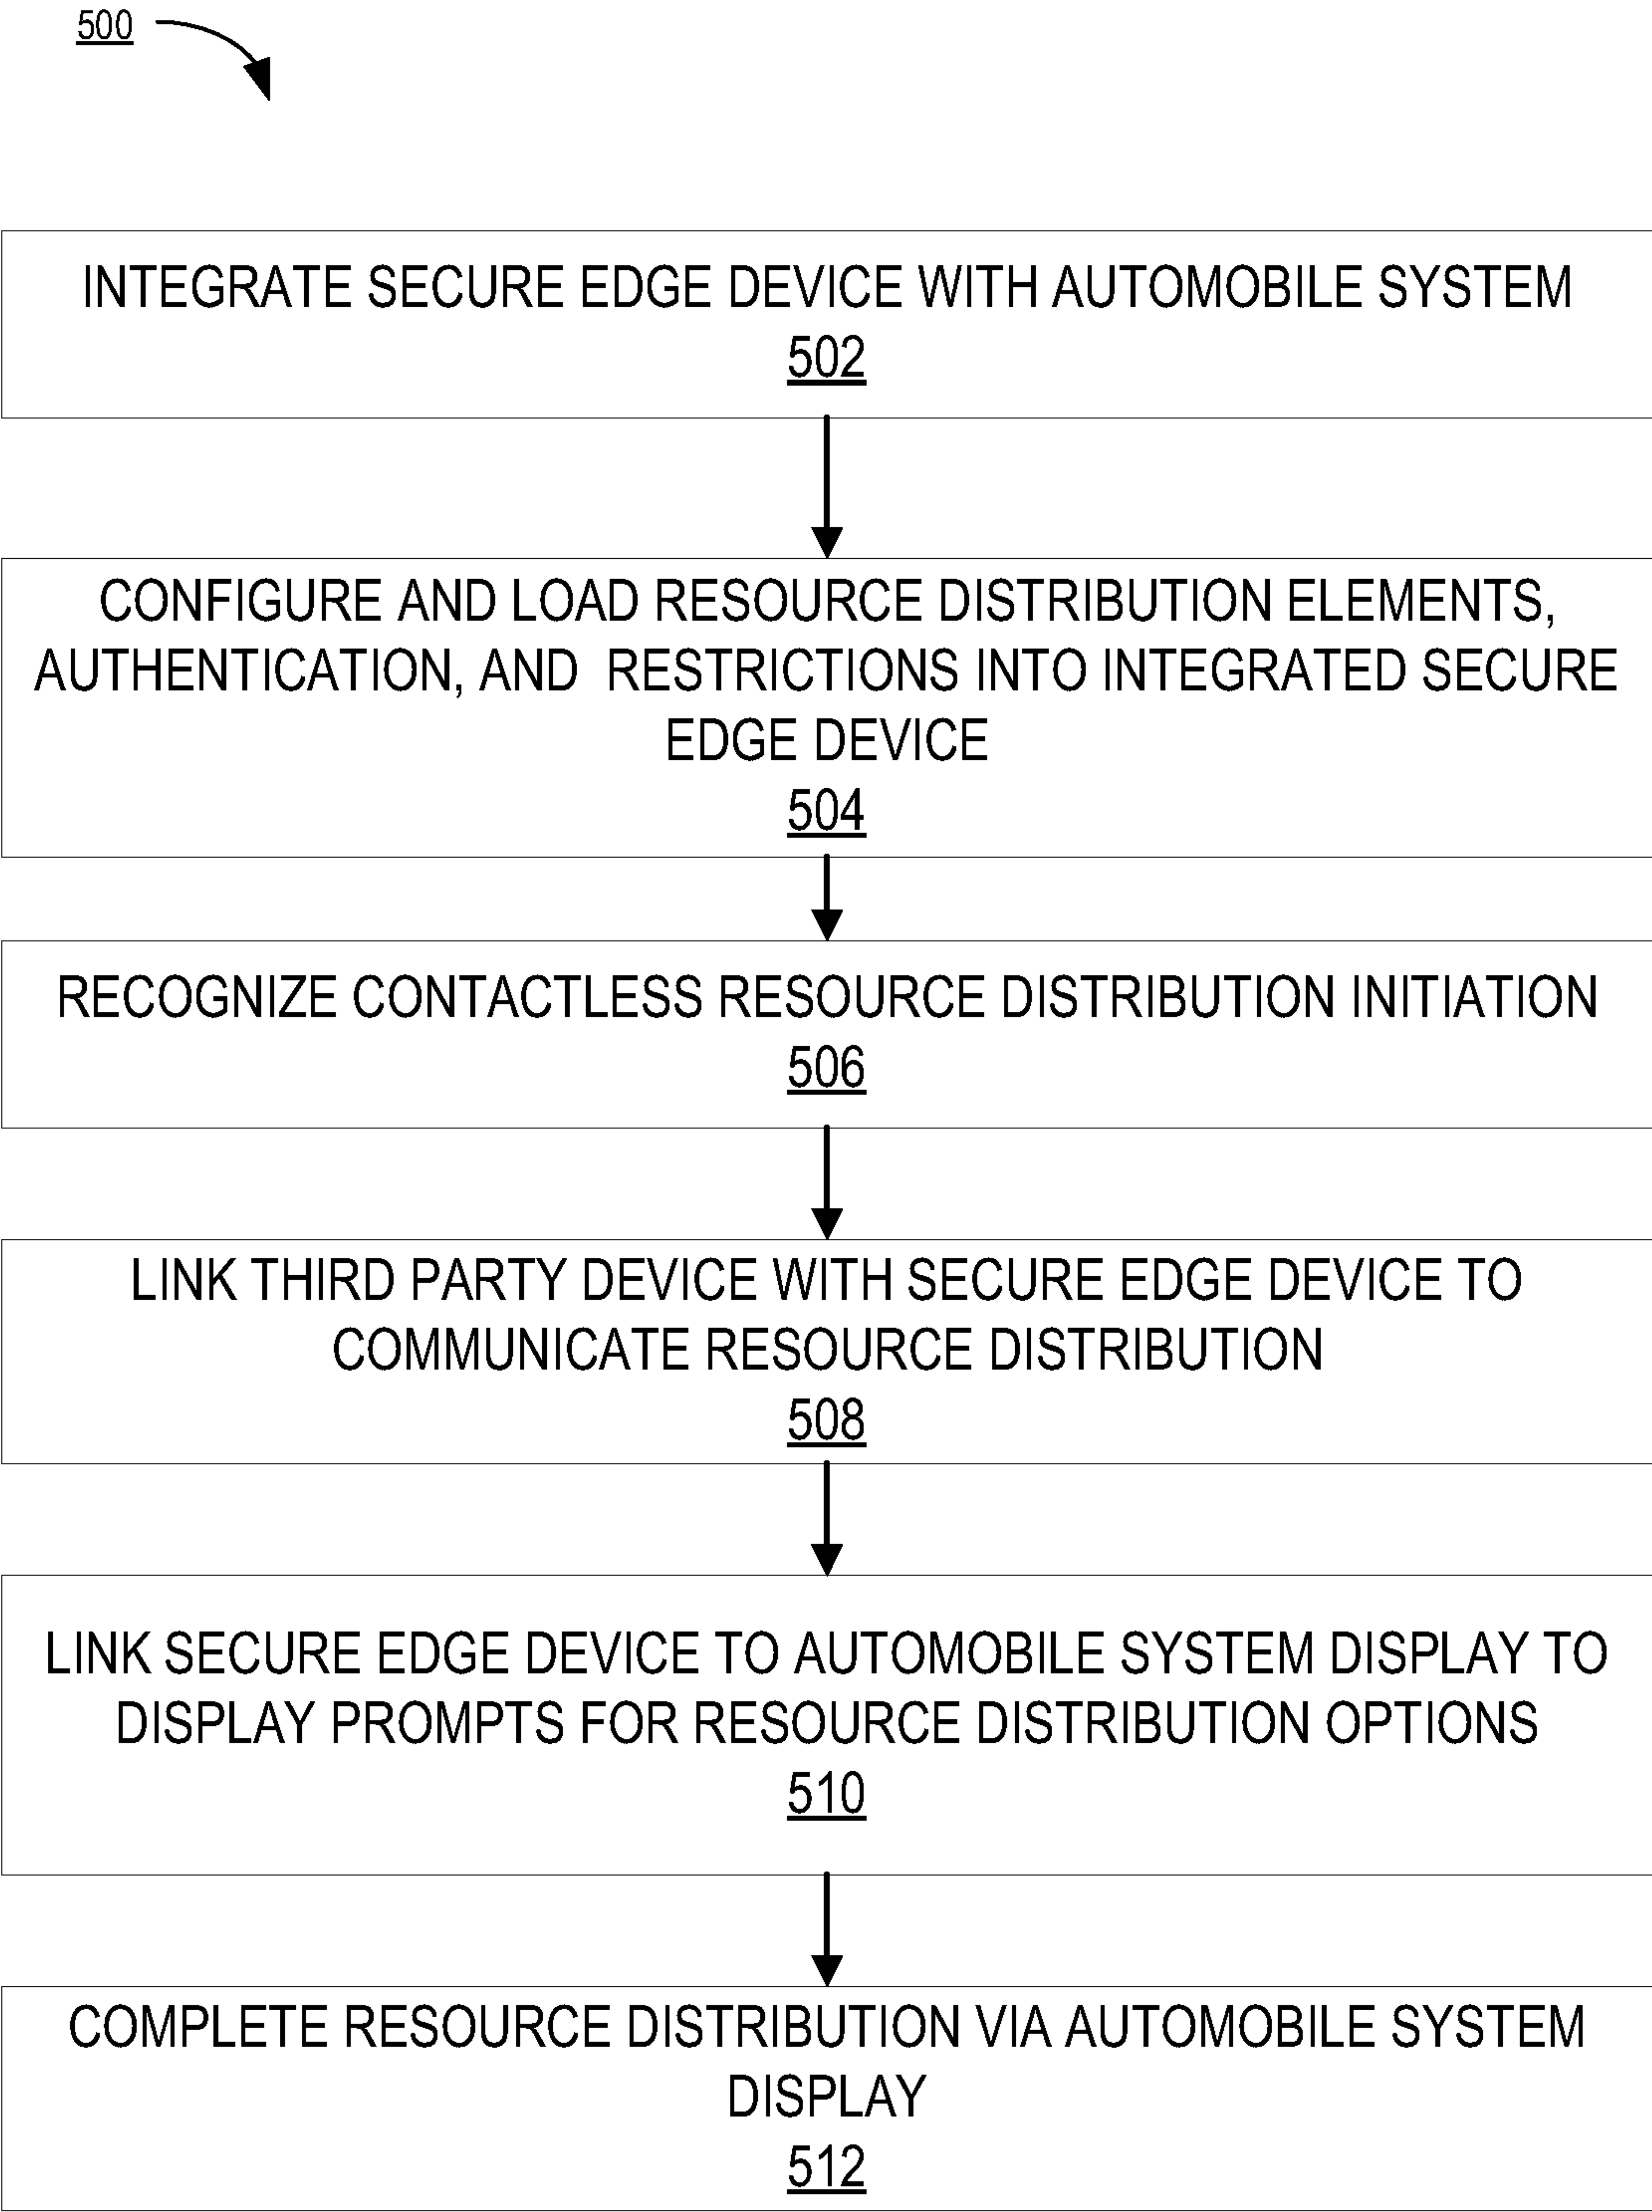 500
INTEGRATE SECURE EDGE DEVICE WITH AUTOMOBILE SYSTEM
502
CONFIGURE AND LOAD RESOURCE DISTRIBUTION ELEMENTS,
AUTHENTICATION, AND RESTRICTIONS INTO INTEGRATED SECURE
EDGE DEVICE
504
RECOGNIZE CONTACTLESS RESOURCE DISTRIBUTION INITIATION
506
LINK THIRD PARTY DEVICE WITH SECURE EDGE DEVICE TO
COMMUNICATE RESOURCE DISTRIBUTION
508
LINK SECURE EDGE DEVICE TO AUTOMOBILE SYSTEM DISPLAY TO
DISPLAY PROMPTS FOR RESOURCE DISTRIBUTION OPTIONS
510
COMPLETE RESOURCE DISTRIBUTION VIA AUTOMOBILE SYSTEM
DISPLAY
512